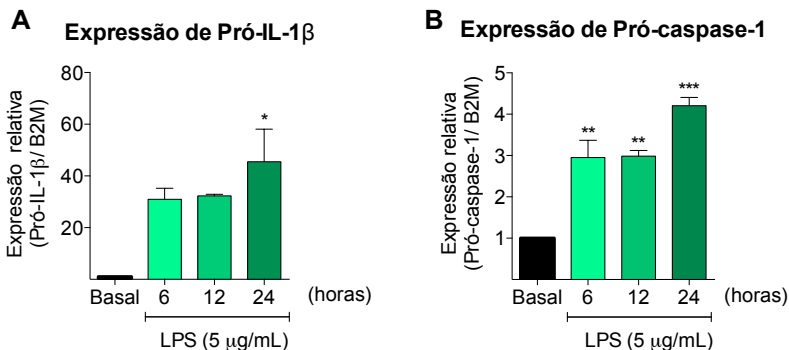 A
Expressão de Pró-IL-1β
Expressão relativa
(Pró-IL-1β/ B2M)
80
60
40
20
*
Basal
6
12
24
(horas)
LPS (5 μg/mL)
B
Expressão de Pró-caspase-1
Expressão relativa
(Pró-caspase-1/ B2M)
5
4
3
2
1
**
**
***
Basal
6
12
24
(horas)
LPS (5 μg/mL)